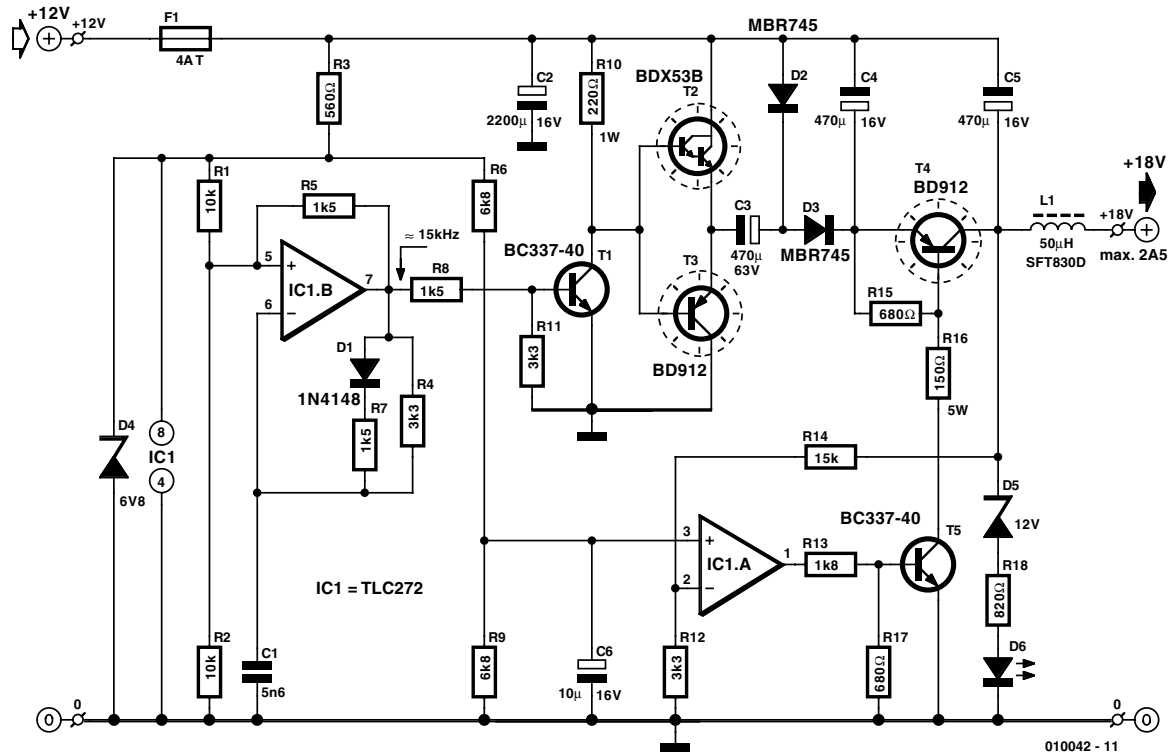 +12V
+12V
F1
4AT
R3
560Ω
C2
2200µ
16V
R10
220Ω
1W
BDX53B
T2
MBR745
D2
C4
470µ
16V
C5
470µ
16V
+18V
R1
10k
R5
1k5
R6
6k8
≈ 15kHz
BC337-40
T1
C3
470µ
63V
D3
MBR745
T4
BD912
L1
50µH
SFT830D
+18V
max. 2A5
5
+
IC1.B
7
6
−
R8
1k5
R11
3k3
T3
BD912
R15
680Ω
R16
150Ω
5W
D1
1N4148
R7
1k5
R4
3k3
D4
6V8
8
IC1
4
R14
15k
D5
12V
BC337-40
T5
3
+
IC1.A
1
2
−
R13
1k8
R18
820Ω
IC1 = TLC272
R2
10k
C1
5n6
R9
6k8
C6
10µ
16V
R12
3k3
R17
680Ω
D6
0
0
0
0
010042 - 11